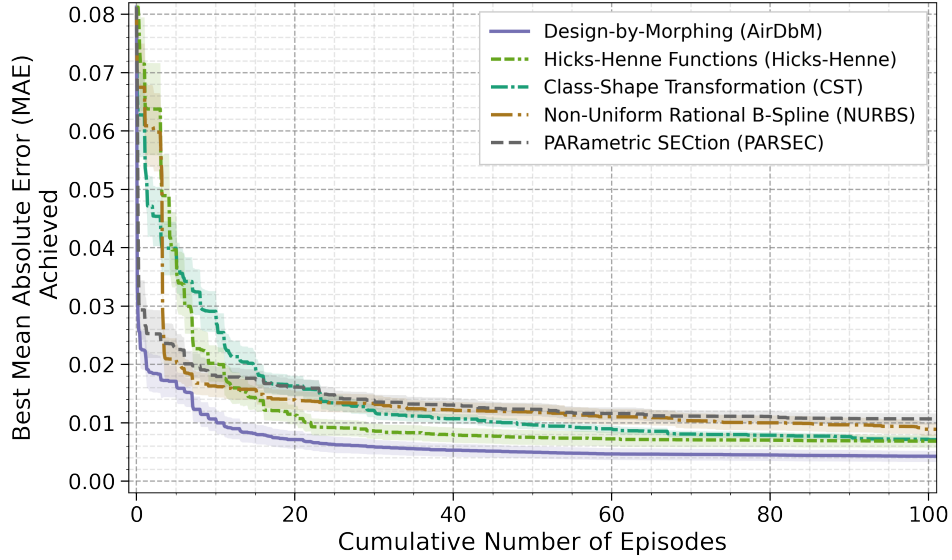 Best Mean Absolute Error (MAE)
Achieved
0.08
0.07
0.06
0.05
0.04
0.03
0.02
0.01
0.00
Design-by-Morphing (AirDbM)
Hicks-Henne Functions (Hicks-Henne)
Class-Shape Transformation (CST)
Non-Uniform Rational B-Spline (NURBS)
PARametric SECtion (PARSEC)
0 20 40 60 80 100
Cumulative Number of Episodes